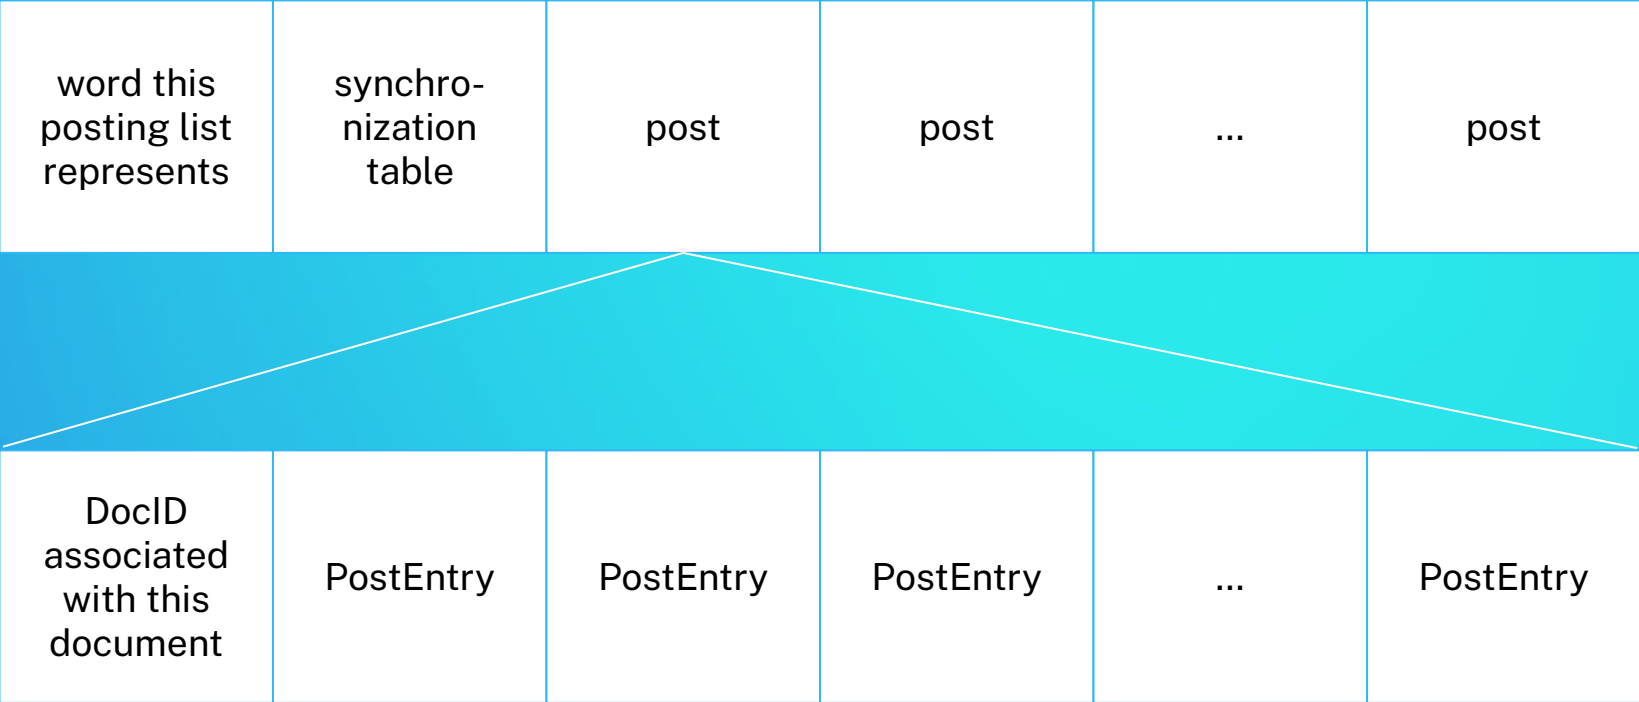 word this
posting list
represents
synchro-
nization
table
post
post
...
post
DocID
associated
with this
document
PostEntry
PostEntry
PostEntry
...
PostEntry